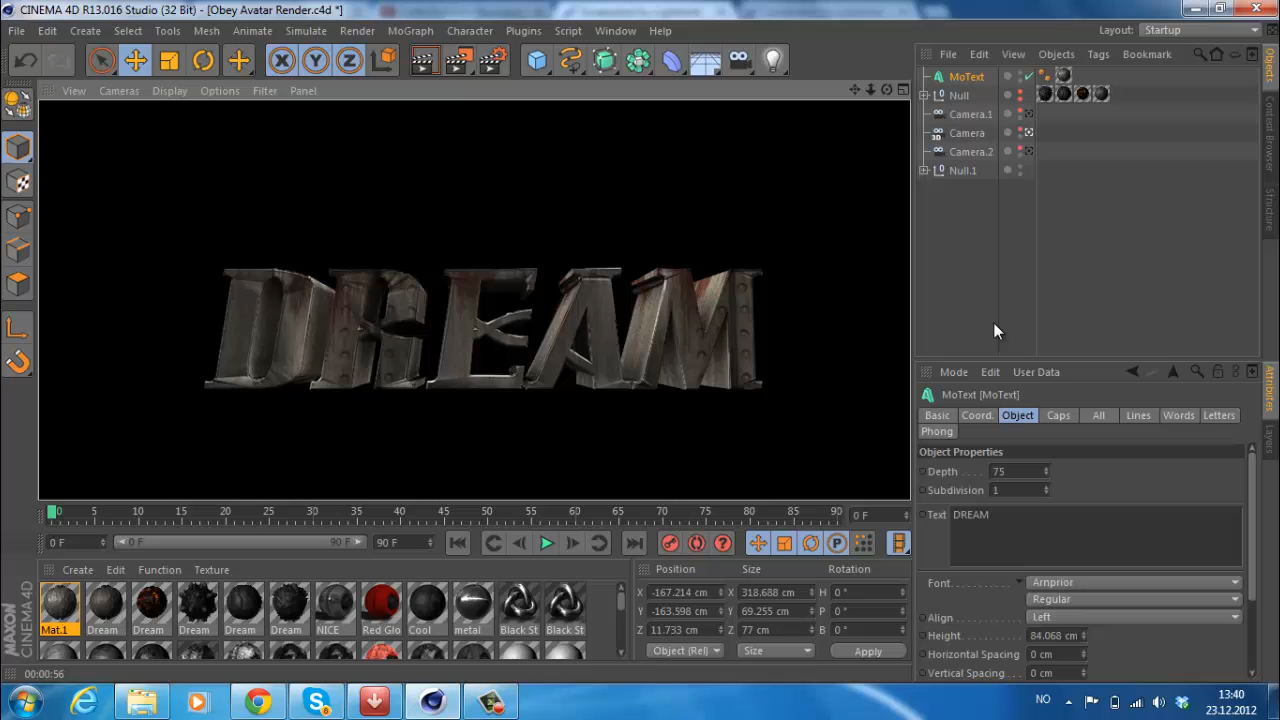 CINEMA 4D R13.016 Studio (32 Bit) - [Obey Avatar Render.c4d *]
File Edit Create Select Tools Mesh Animate Simulate Render MoGraph Character Plugins Script Window Help
Layout: Startup
File Edit View Objects Tags Bookmark
View Cameras Display Options Filter Panel
MoText
Null
Camera.1
Camera
Camera.2
Null.1
Objects
Content Browser
Structure
DREAM
Mode Edit User Data
MoText [MoText]
Basic Coord. Object Caps All Lines Words Letters
Phong
Attributes
Layers
Object Properties
Depth 75
Subdivision 1
Text DREAM
Font Arnprior
Regular
Align Left
Height 84.068 cm
Horizontal Spacing 0 cm
Vertical Spacing 0 cm
0 5 10 15 20 25 30 35 40 45 50 55 60 65 70 75 80 85 90 0 F
0 F 0 F 90 F 90 F
Create Edit Function Texture
Mat.1 Dream Dream Dream Dream Dream NICE Red Glo Cool metal Black St Black St
Position Size Rotation
X -167.214 cm X 318.688 cm H 0 °
Y -163.598 cm Y 69.255 cm P 0 °
Z 11.733 cm Z 77 cm B 0 °
Object (Rel) Size Apply
MAXON CINEMA 4D
00:00:56
NO
13:40
23.12.2012